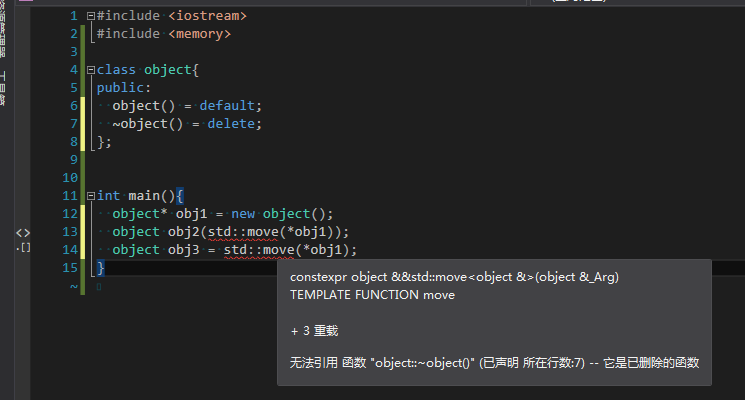 1 #include <iostream>
2 #include <memory>
3
4 class object{
5 public:
6 object() = default;
7 ~object() = delete;
8 };
9
10
11 int main(){
12 object* obj1 = new object();
13 object obj2(std::move(*obj1));
14 object obj3 = std::move(*obj1);
15 }
~
constexpr object &&std::move<object &>(object &_Arg)
TEMPLATE FUNCTION move
+ 3 重载
无法引用 函数 "object::~object()" (已声明 所在行数:7) -- 它是已删除的函数